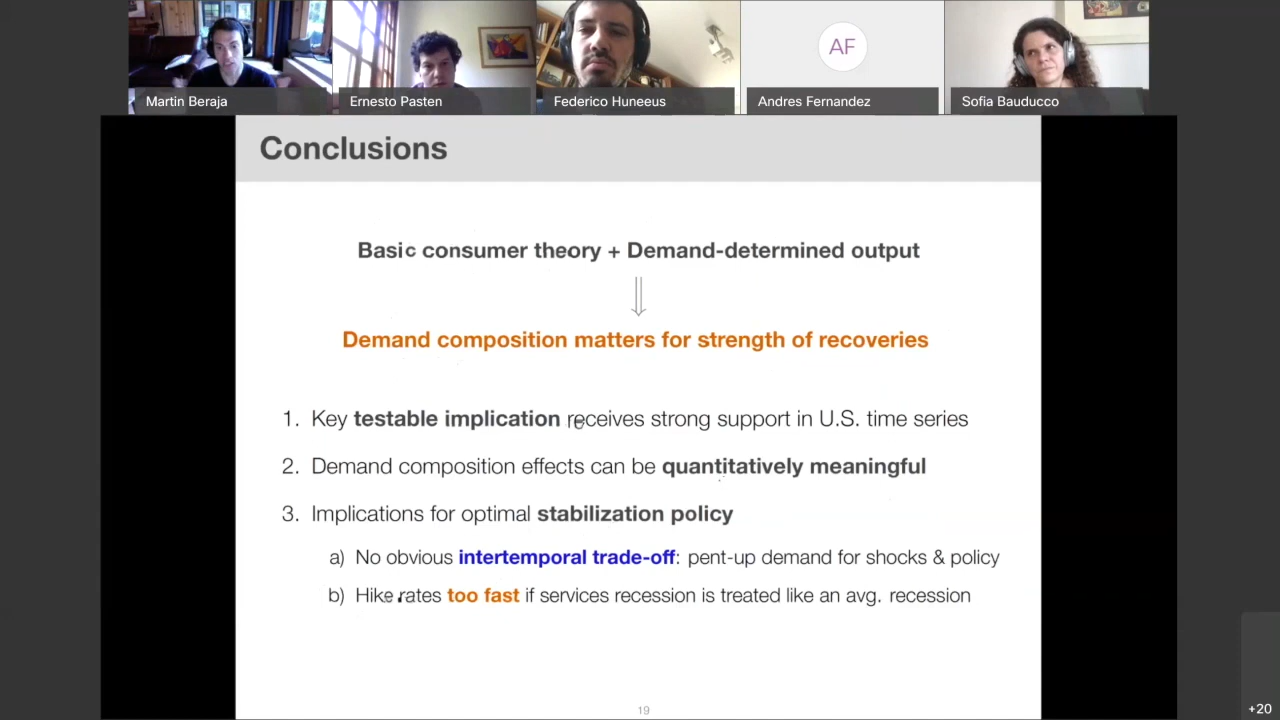 Martin Beraja
Ernesto Pasten
Federico Huneeus
AF
Andres Fernandez
Sofia Bauducco
Conclusions
Basic consumer theory + Demand-determined output
⇓
Demand composition matters for strength of recoveries
1. Key testable implication receives strong support in U.S. time series
2. Demand composition effects can be quantitatively meaningful
3. Implications for optimal stabilization policy
a) No obvious intertemporal trade-off: pent-up demand for shocks & policy
b) Hike rates too fast if services recession is treated like an avg. recession
19
+20